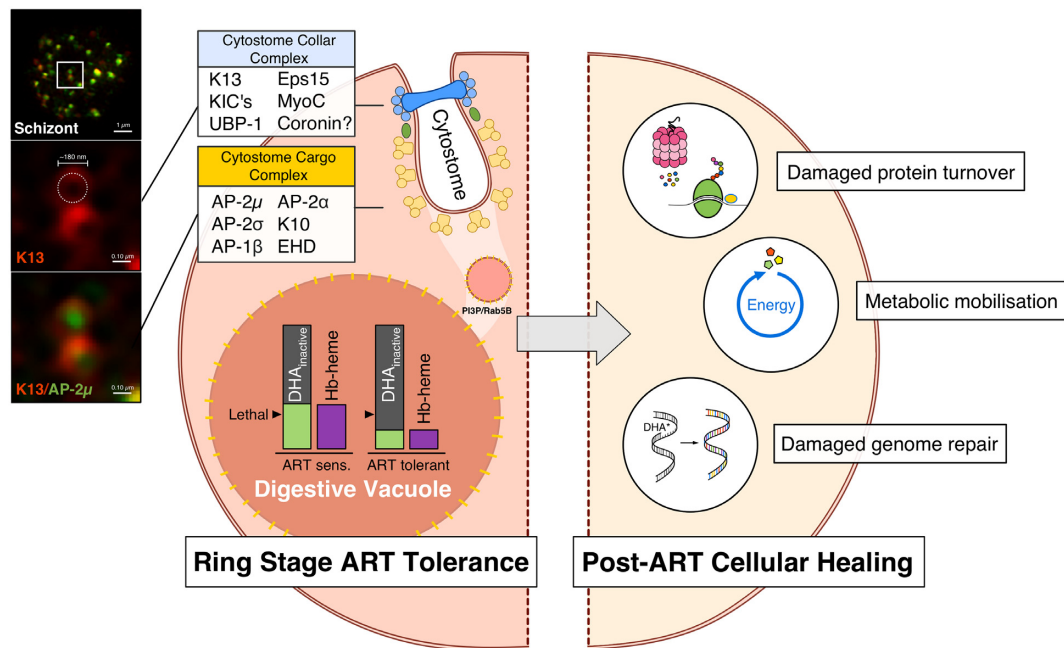 Schizont
1 µm
~180 nm
K13
0.10 µm
K13/AP-2µ
0.10 µm
Cytostome Collar
Complex
K13 Eps15
KIC's MyoC
UBP-1 Coronin?
Cytostome Cargo
Complex
AP-2µ AP-2α
AP-2σ K10
AP-1β EHD
Cytostome
PI3P/Rab5B
DHAinactive
Hb-heme
DHAinactive
Hb-heme
Lethal
ART sens. ART tolerant
Digestive Vacuole
Ring Stage ART Tolerance
Damaged protein turnover
Energy
Metabolic mobilisation
DHA*
Damaged genome repair
Post-ART Cellular Healing